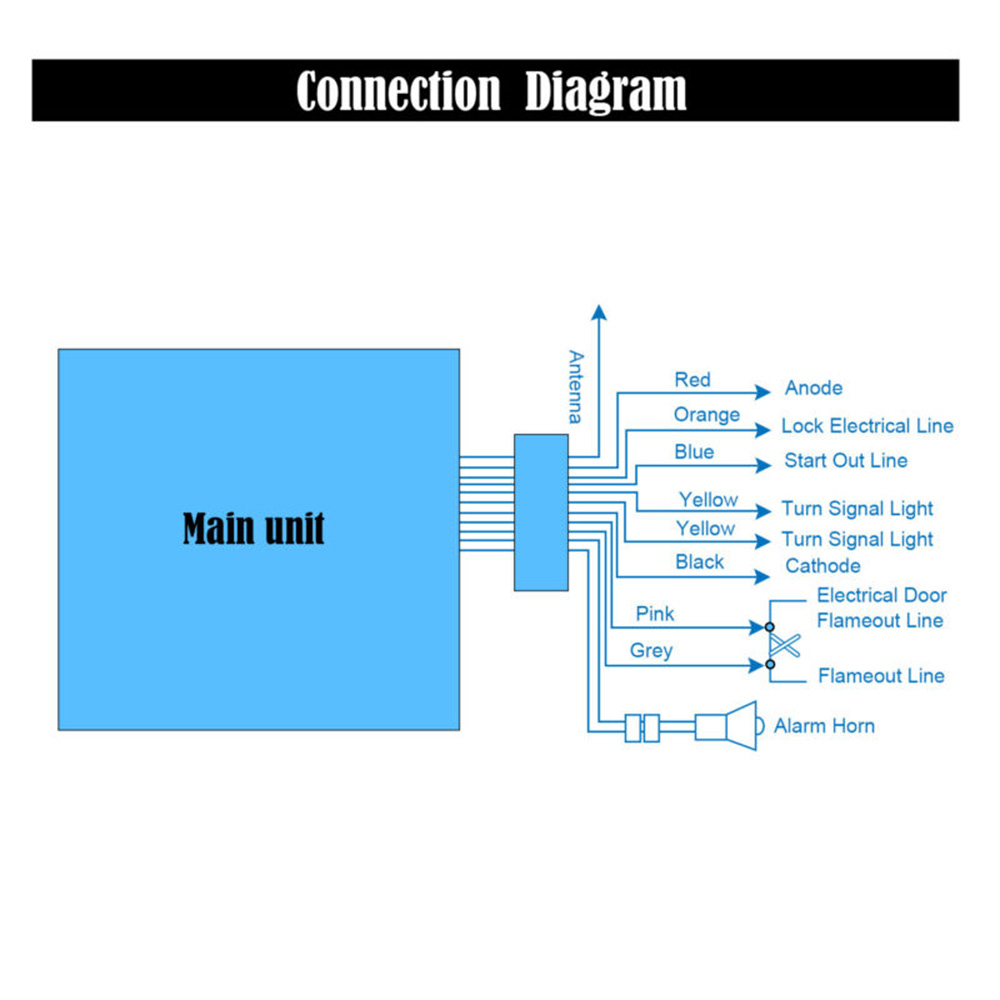 Connection Diagram
Antenna
Main unit
Red
Anode
Orange
Lock Electrical Line
Blue
Start Out Line
Yellow
Turn Signal Light
Yellow
Turn Signal Light
Black
Cathode
Electrical Door
Pink
Flameout Line
Grey
Flameout Line
Alarm Horn